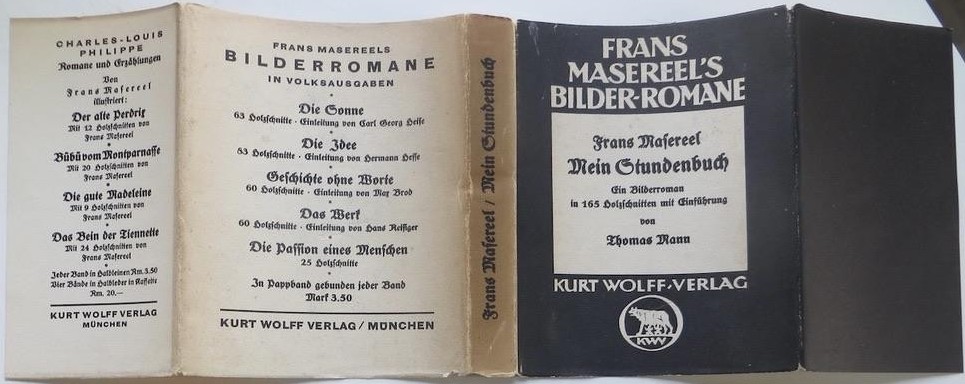 CHARLES-LOUIS
PHILIPPE
Romane und Erzählungen
Von
Frans Masereel
illustriert:
Der alte Perdrix
Mit 12 Holzschnitten von
Frans Masereel
Bübü vom Montparnasse
Mit 20 Holzschnitten von
Frans Masereel
Die gute Madeleine
Mit 9 Holzschnitten von
Frans Masereel
Das Bein der Tiennette
Mit 24 Holzschnitten von
Frans Masereel
Jeder Band in Halbleinen Rm. 3.50
Vier Bände in Halbleder in Kassette
Rm. 20.—
KURT WOLFF VERLAG
MÜNCHEN
FRANS MASEREELS
BILDERROMANE
IN VOLKSAUSGABEN
Die Sonne
63 Holzschnitte · Einleitung von Carl Georg Heise
Die Idee
83 Holzschnitte · Einleitung von Hermann Hesse
Geschichte ohne Worte
60 Holzschnitte · Einleitung von Max Brod
Das Werk
60 Holzschnitte · Einleitung von Hans Reisiger
Die Passion eines Menschen
25 Holzschnitte
In Pappband gebunden jeder Band
Mark 3.50
KURT WOLFF VERLAG / MÜNCHEN
Frans Masereel / Mein Stundenbuch
FRANS
MASEREEL'S
BILDER-ROMANE
Frans Masereel
Mein Stundenbuch
Ein Bilderroman
in 165 Holzschnitten mit Einführung
von
Thomas Mann
KURT WOLFF·VERLAG
KWV